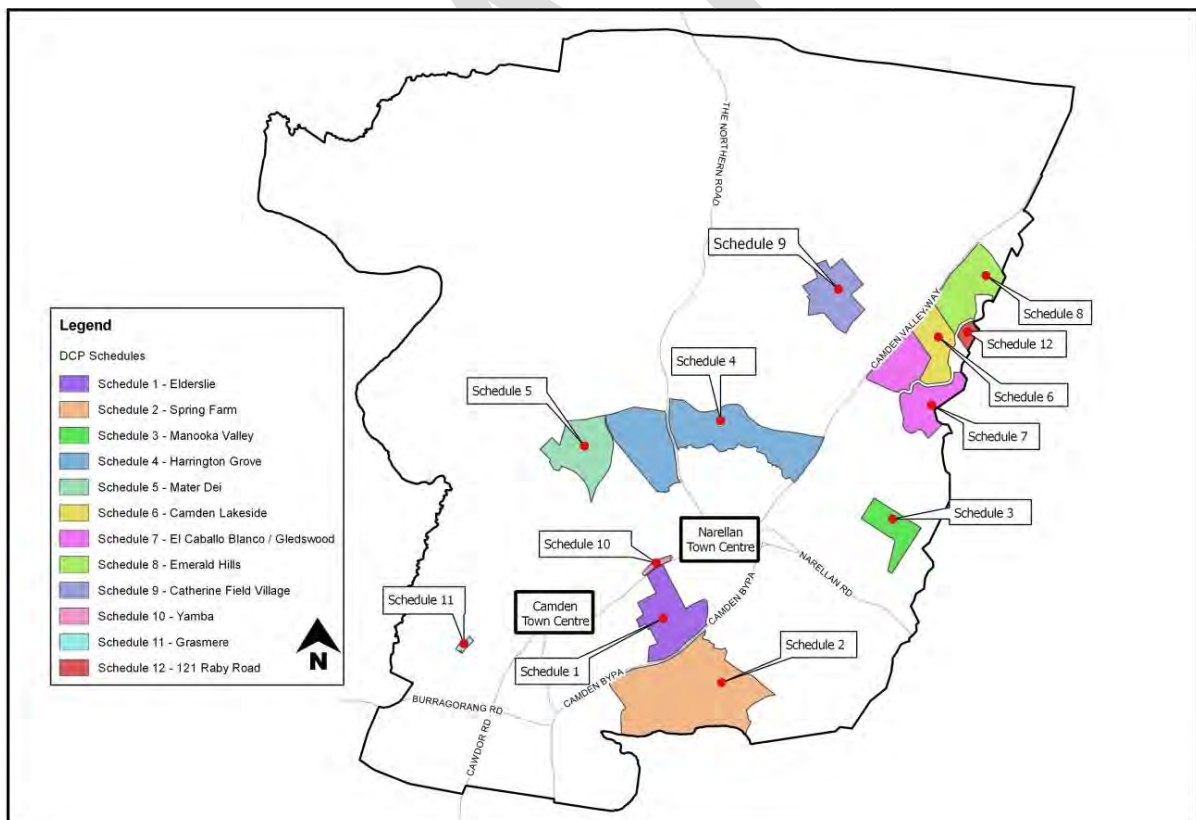 THE NORTHERN ROAD
Schedule 9
CAMDEN VALLEY WAY
Schedule 8
Schedule 12
Schedule 6
Schedule 7
Schedule 4
Schedule 5
Schedule 3
Narellan
Town Centre
NARELLAN RD
Schedule 10
Camden
Town Centre
Schedule 11
CAMDEN BYPA
Schedule 1
Schedule 2
CAMDEN BYPA
BURRAGORANG RD
CAWDOR RD
Legend
DCP Schedules
Schedule 1 - Elderslie
Schedule 2 - Spring Farm
Schedule 3 - Manooka Valley
Schedule 4 - Harrington Grove
Schedule 5 - Mater Dei
Schedule 6 - Camden Lakeside
Schedule 7 - El Caballo Blanco / Gledswood
Schedule 8 - Emerald Hills
Schedule 9 - Catherine Field Village
Schedule 10 - Yamba
Schedule 11 - Grasmere
Schedule 12 - 121 Raby Road
N